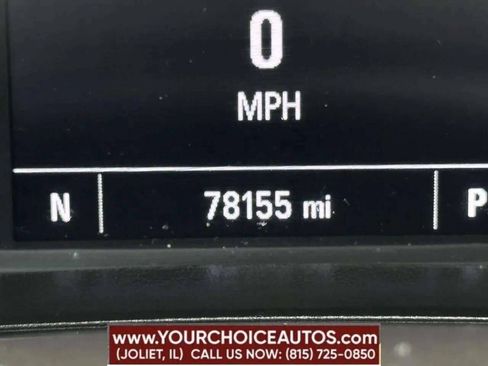 0
MPH
N 78155 mi P
WWW.YOURCHOICEAUTOS.COM
(JOLIET, IL) CALL US NOW: (815) 725-0850